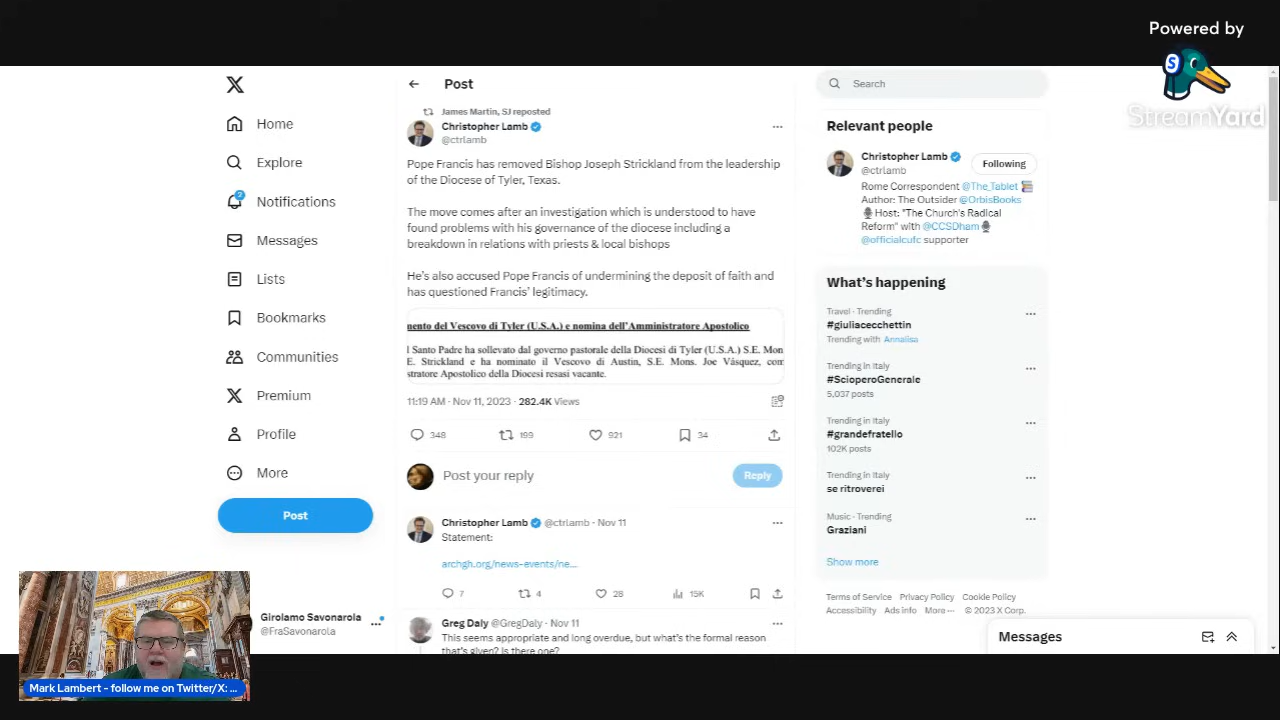 Powered by
StreamYard
Home
Explore
2
Notifications
Messages
Lists
Bookmarks
Communities
Premium
Profile
More
Post
Girolamo Savonarola
@FraSavonarola
Mark Lambert - follow me on Twitter/X: ...
Post
James Martin, SJ reposted
Christopher Lamb
@ctrlamb
Pope Francis has removed Bishop Joseph Strickland from the leadership
of the Diocese of Tyler, Texas.
The move comes after an investigation which is understood to have
found problems with his governance of the diocese including a
breakdown in relations with priests & local bishops
He's also accused Pope Francis of undermining the deposit of faith and
has questioned Francis' legitimacy.
mento del Vescovo di Tyler (U.S.A.) e nomina dell'Amministratore Apostolico
l Santo Padre ha sollevato dal governo pastorale della Diocesi di Tyler (U.S.A.) S.E. Mon
E. Strickland e ha nominato il Vescovo di Austin, S.E. Mons. Joe Vásquez, com
stratore Apostolico della Diocesi resasi vacante.
11:19 AM · Nov 11, 2023 · 282.4K Views
348 199 921 34
Post your reply
Reply
Christopher Lamb @ctrlamb · Nov 11
Statement:
archgh.org/news-events/ne...
7 4 28 15K
Greg Daly @GregDaly · Nov 11
This seems appropriate and long overdue, but what's the formal reason
that's given? Is there one?
Search
Relevant people
Christopher Lamb
@ctrlamb
Following
Rome Correspondent @The_Tablet
Author: The Outsider @OrbisBooks
Host: "The Church's Radical
Reform" with @CCSDham
@officialcufc supporter
What's happening
Travel · Trending
#giuliacecchettin
Trending with Annalisa
Trending in Italy
#ScioperoGenerale
5,037 posts
Trending in Italy
#grandefratello
102K posts
Trending in Italy
se ritroverei
Music · Trending
Graziani
Show more
Terms of Service Privacy Policy Cookie Policy
Accessibility Ads info More ··· © 2023 X Corp.
Messages